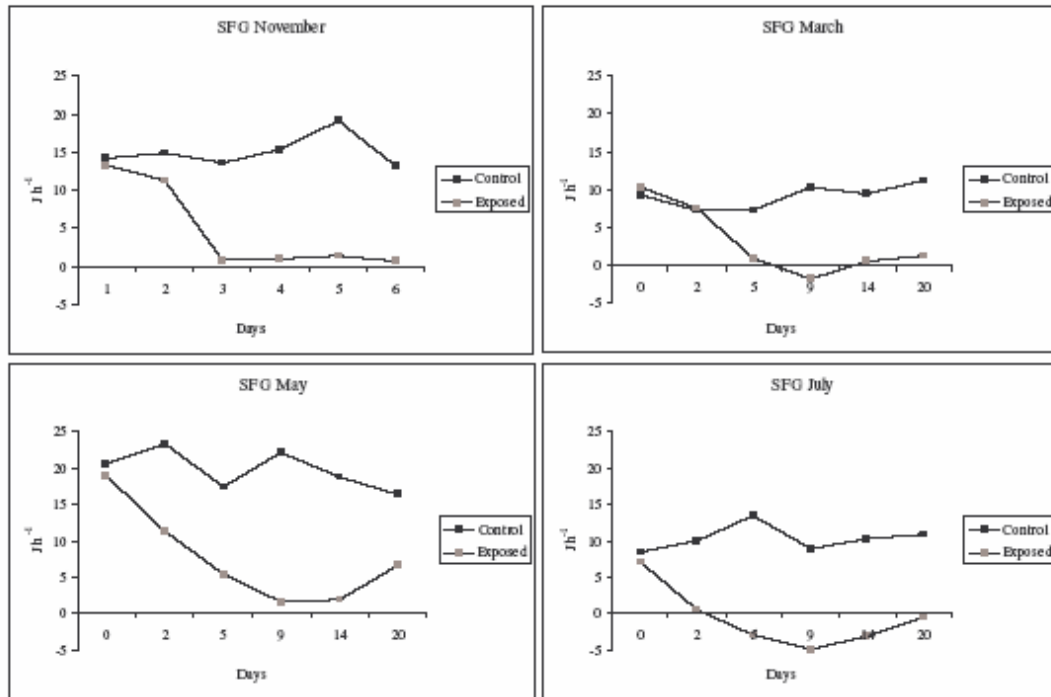 SFG November
25
20
15
10
5
0
-5
J h⁻¹
1 2 3 4 5 6
Days
Control
Exposed
SFG March
25
20
15
10
5
0
-5
J h⁻¹
0 2 5 9 14 20
Days
Control
Exposed
SFG May
25
20
15
10
5
0
-5
J h⁻¹
0 2 5 9 14 20
Days
Control
Exposed
SFG July
25
20
15
10
5
0
-5
J h⁻¹
0 2 9 14 20
Days
Control
Exposed